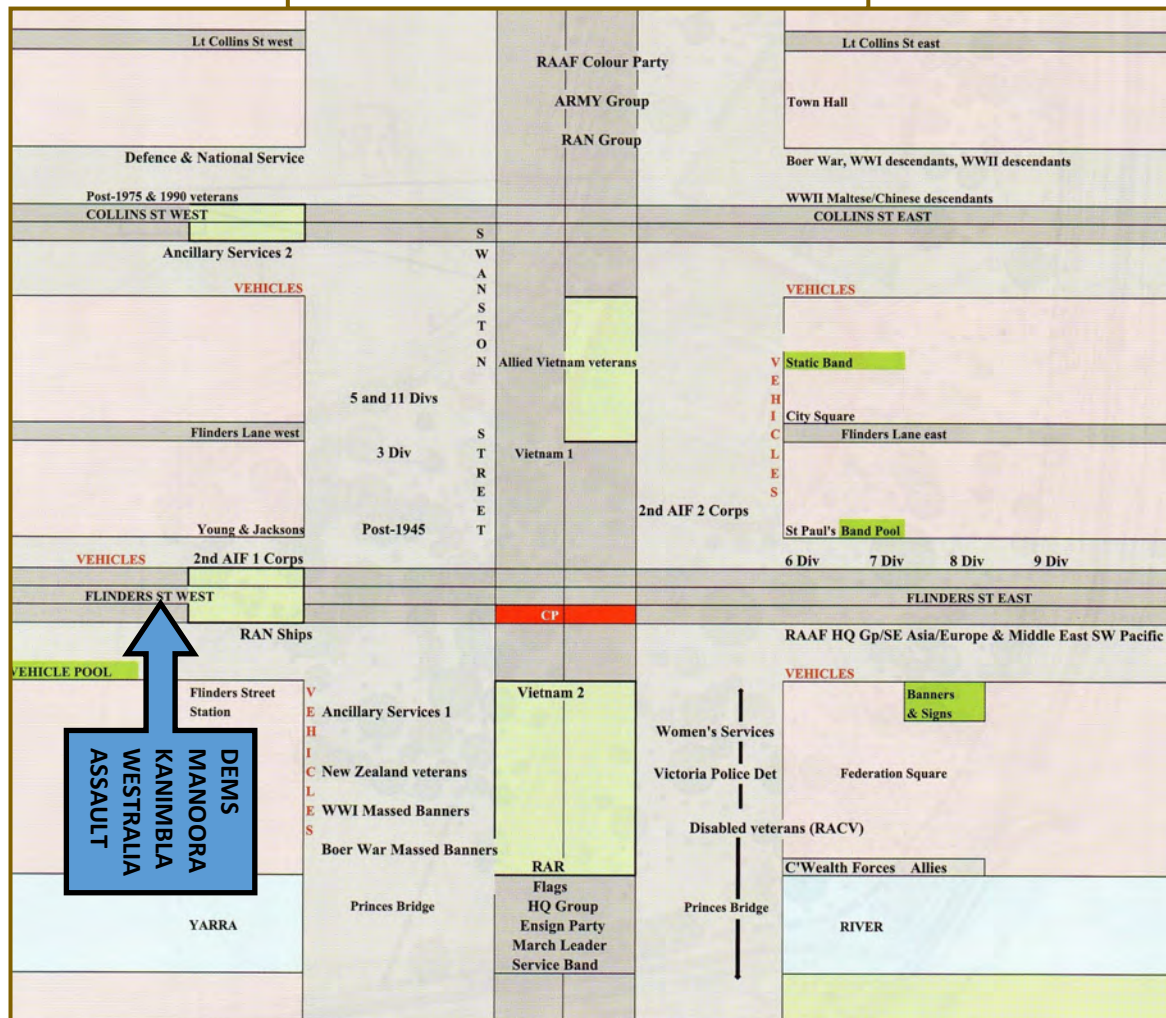 Lt Collins St west
Lt Collins St east
RAAF Colour Party
ARMY Group
Town Hall
RAN Group
Defence & National Service
Boer War, WWI descendants, WWII descendants
Post-1975 & 1990 veterans
WWII Maltese/Chinese descendants
COLLINS ST WEST
COLLINS ST EAST
Ancillary Services 2
SWANSTON STREET
VEHICLES
VEHICLES
Allied Vietnam veterans
VEHICLES
Static Band
5 and 11 Divs
City Square
Flinders Lane west
Flinders Lane east
3 Div
Vietnam 1
2nd AIF 2 Corps
Young & Jacksons
Post-1945
St Paul's Band Pool
VEHICLES
2nd AIF 1 Corps
6 Div 7 Div 8 Div 9 Div
FLINDERS ST WEST
FLINDERS ST EAST
CP
RAN Ships
RAAF HQ Gp/SE Asia/Europe & Middle East SW Pacific
VEHICLE POOL
VEHICLES
Flinders Street
Station
VEHICLES
Ancillary Services 1
Vietnam 2
Banners
& Signs
Women's Services
New Zealand veterans
Victoria Police Det
Federation Square
WWI Massed Banners
Disabled veterans (RACV)
Boer War Massed Banners
RAR
C'Wealth Forces Allies
DEMS
MANOORA
KANIMBLA
WESTRALIA
ASSAULT
Flags
Princes Bridge
HQ Group
Princes Bridge
YARRA
Ensign Party
RIVER
March Leader
Service Band